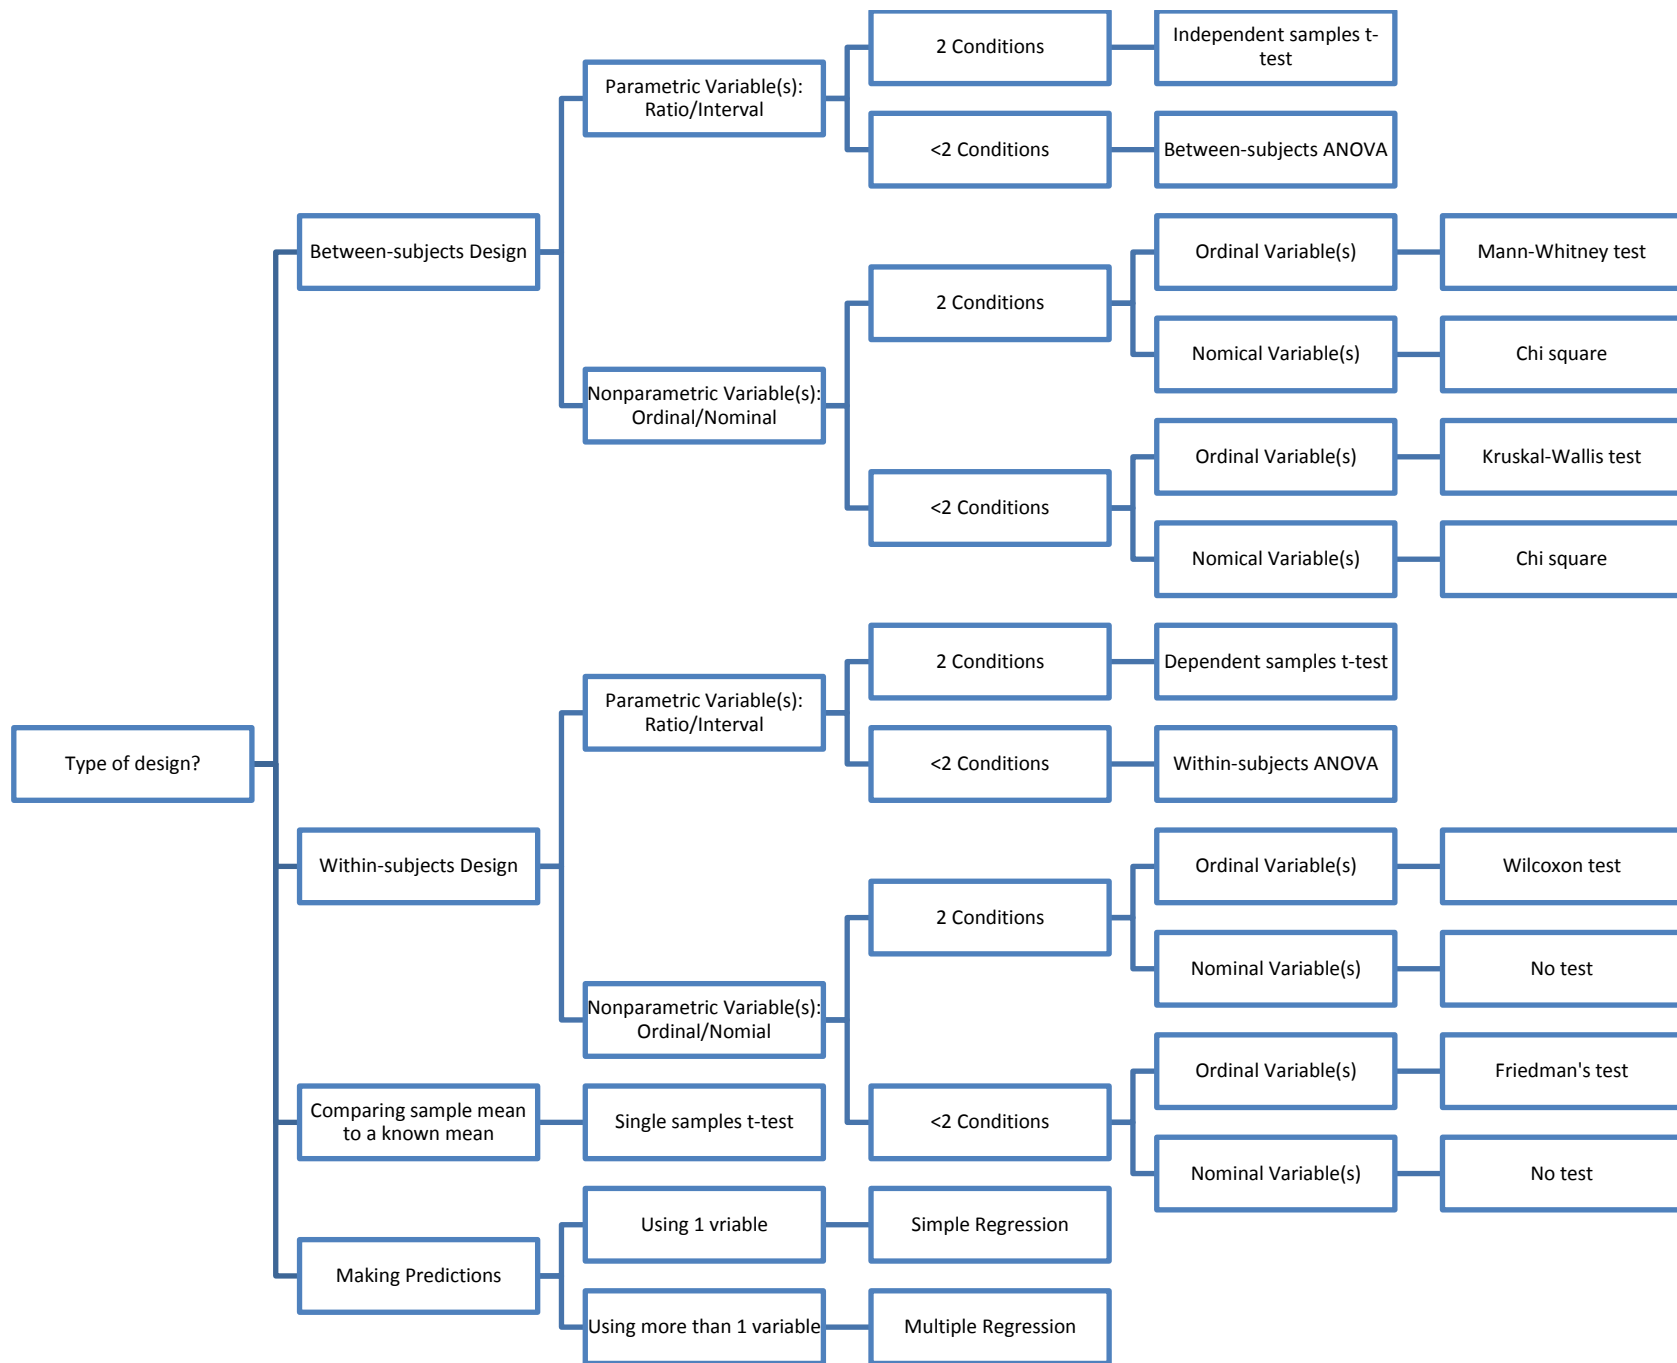 Type of design?
Between-subjects Design
Parametric Variable(s):
Ratio/Interval
2 Conditions
Independent samples t-
test
<2 Conditions
Between-subjects ANOVA
Nonparametric Variable(s):
Ordinal/Nominal
2 Conditions
Ordinal Variable(s)
Mann-Whitney test
Nomical Variable(s)
Chi square
<2 Conditions
Ordinal Variable(s)
Kruskal-Wallis test
Nomical Variable(s)
Chi square
Within-subjects Design
Parametric Variable(s):
Ratio/Interval
2 Conditions
Dependent samples t-test
<2 Conditions
Within-subjects ANOVA
Nonparametric Variable(s):
Ordinal/Nomial
2 Conditions
Ordinal Variable(s)
Wilcoxon test
Nominal Variable(s)
No test
<2 Conditions
Ordinal Variable(s)
Friedman's test
Nominal Variable(s)
No test
Comparing sample mean
to a known mean
Single samples t-test
Making Predictions
Using 1 vriable
Simple Regression
Using more than 1 variable
Multiple Regression